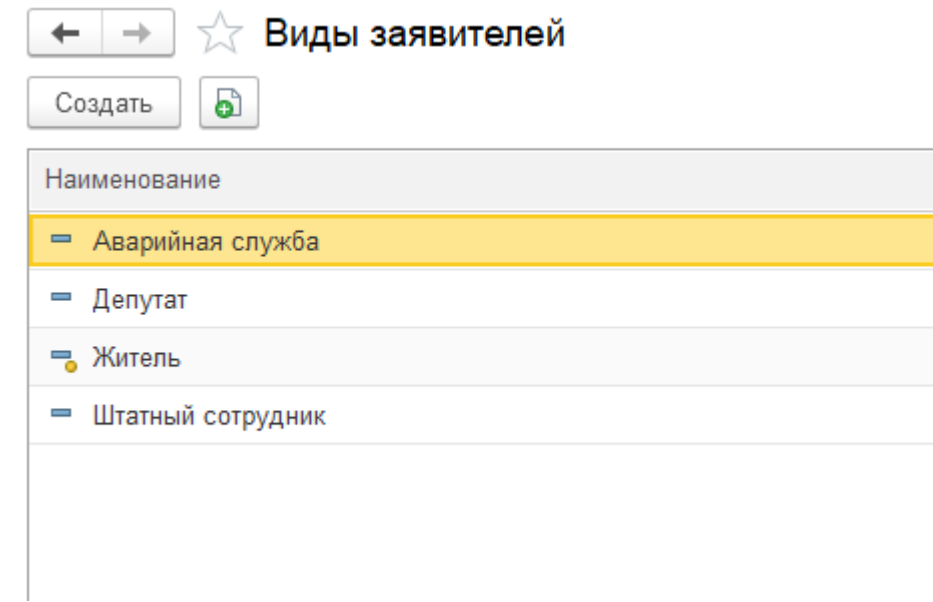 Виды заявителей
Создать
Наименование
Аварийная служба
Депутат
Житель
Штатный сотрудник